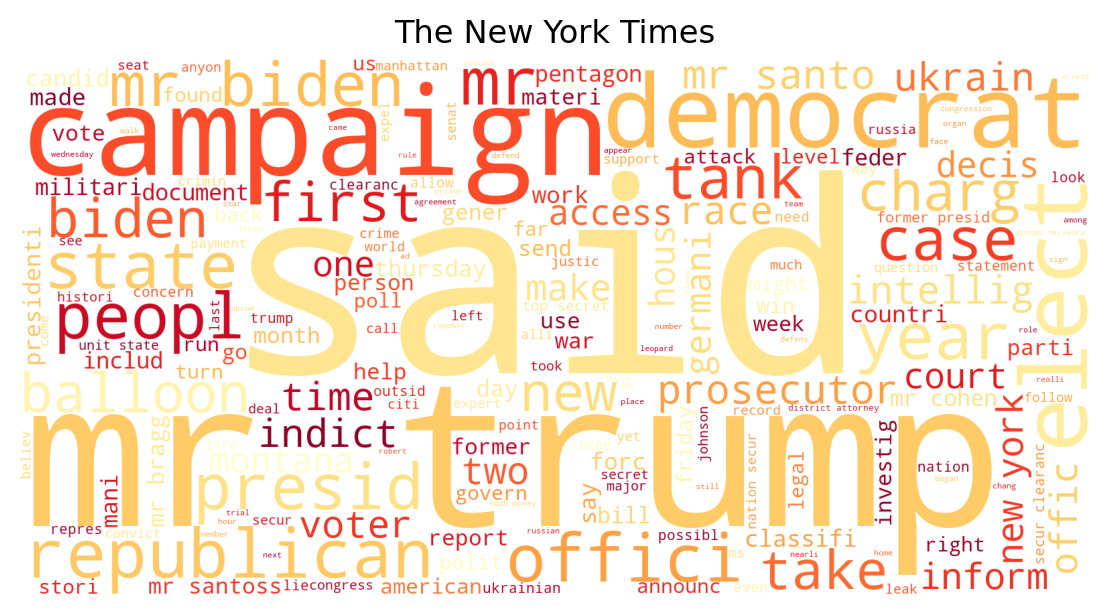 The New York Times
seat
anyon
us
manhattan
mr
pentagon
mr santo
ukrain
candid
mr
biden
found
materi
democrat
made
campaign
vote
expel
senat
russia
congression
organ
face
walk
came
wednesday
rule
defend
appear
support
attack
level
feder
decis
way
look
militari
document
crimin
clearanc
allow
tank
charg
star
first
agreement
work
access
race
team
need
former presid
among
biden
back
gener
far
send
hous
case
elect
see
payment
crime
world
ad
justic
germani
much
question
statement
sign
state
one
thursday
person
make
might
intellig
presidenti
histori
concern
poll
top secret
win
countri
peopl
last
trump
call
left
use
week
number
year
role
month
said
unit state
run
war
alli
defens
parti
includ
go
took
leopard
realli
turn
help
balloon
time
day
new
prosecutor
court
deal
outsid
citi
expert
place
mr cohen
follow
record
district attorney
indict
point
friday
johnson
believ
mr bragg
montana
robert
former
yet
three
mr trump
two
forc
secret
major
nation
began
investig
legal
new york
offic
mani
presid
govern
say
bill
still
chang
nation secur
secur clearanc
trial
hour
hush money
repres
convict
secur
voter
report
russian
possibl
classifi
right
member
republican
next
polit
offici
ms
nearli
home
take
inform
stori
mr santoss
liecongress
american
ukrainian
announc
even
leak